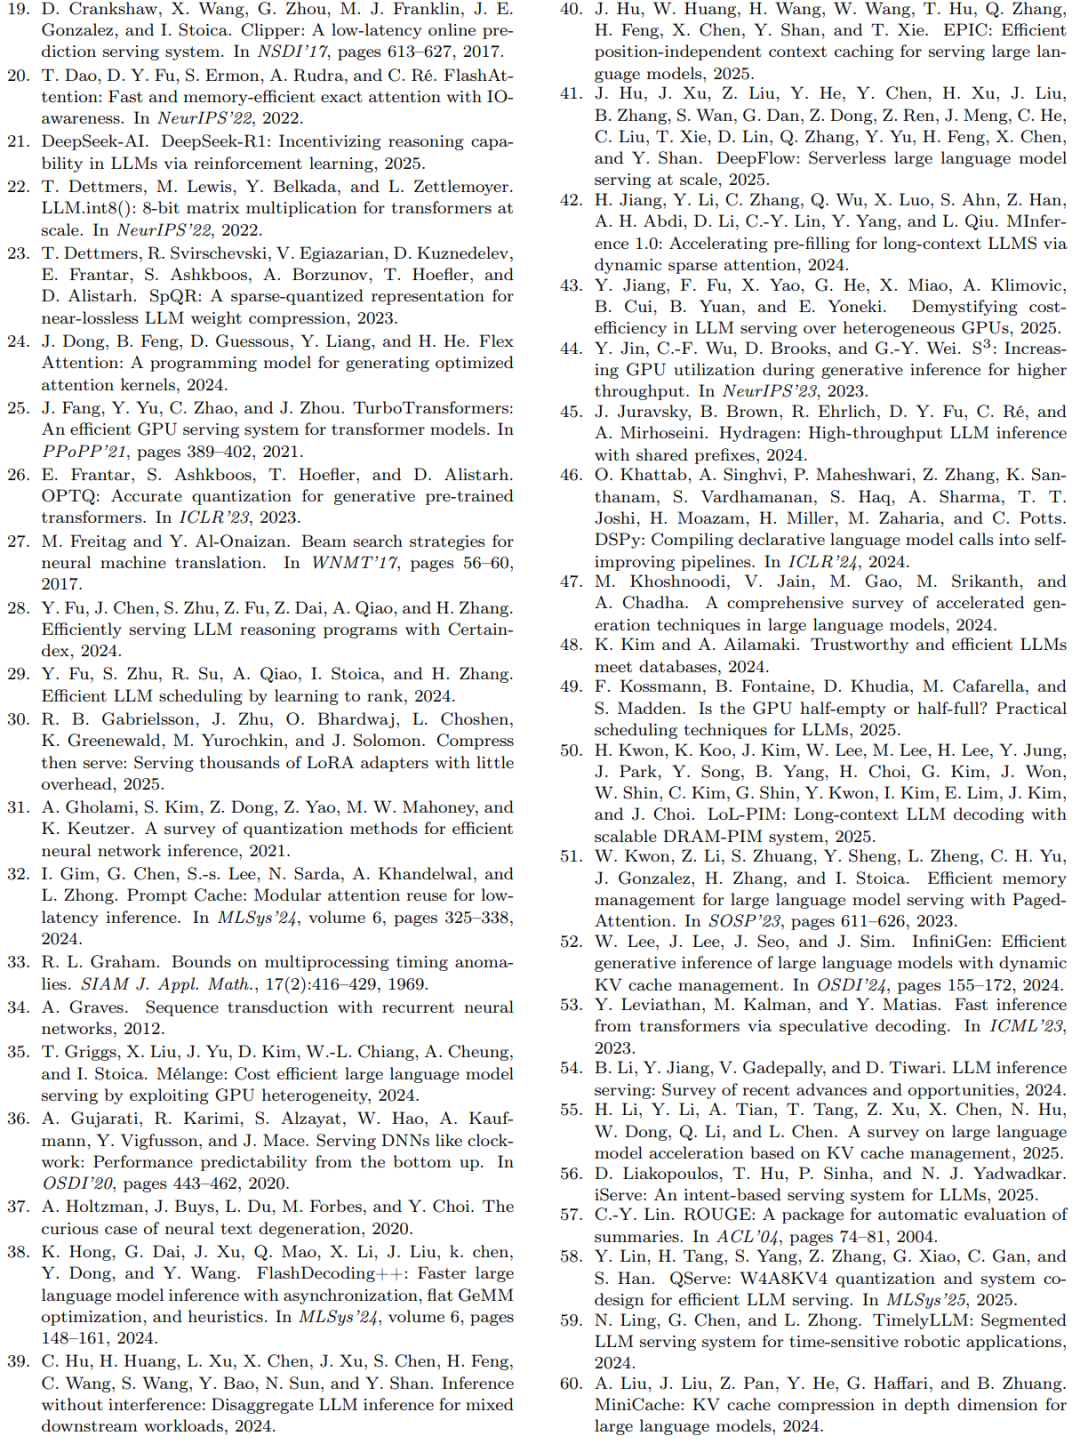 19. D. Crankshaw, X. Wang, G. Zhou, M. J. Franklin, J. E.
Gonzalez, and I. Stoica. Clipper: A low-latency online pre-
diction serving system. In NSDI'17, pages 613–627, 2017.
20. T. Dao, D. Y. Fu, S. Ermon, A. Rudra, and C. Ré. FlashAt-
tention: Fast and memory-efficient exact attention with IO-
awareness. In NeurIPS'22, 2022.
21. DeepSeek-AI. DeepSeek-R1: Incentivizing reasoning capa-
bility in LLMs via reinforcement learning, 2025.
22. T. Dettmers, M. Lewis, Y. Belkada, and L. Zettlemoyer.
LLM.int8(): 8-bit matrix multiplication for transformers at
scale. In NeurIPS'22, 2022.
23. T. Dettmers, R. Svirschevski, V. Egiazarian, D. Kuznedelev,
E. Frantar, S. Ashkboos, A. Borzunov, T. Hoefler, and
D. Alistarh. SpQR: A sparse-quantized representation for
near-lossless LLM weight compression, 2023.
24. J. Dong, B. Feng, D. Guessous, Y. Liang, and H. He. Flex
Attention: A programming model for generating optimized
attention kernels, 2024.
25. J. Fang, Y. Yu, C. Zhao, and J. Zhou. TurboTransformers:
An efficient GPU serving system for transformer models. In
PPoPP'21, pages 389–402, 2021.
26. E. Frantar, S. Ashkboos, T. Hoefler, and D. Alistarh.
OPTQ: Accurate quantization for generative pre-trained
transformers. In ICLR'23, 2023.
27. M. Freitag and Y. Al-Onaizan. Beam search strategies for
neural machine translation. In WNMT'17, pages 56–60,
2017.
28. Y. Fu, J. Chen, S. Zhu, Z. Fu, Z. Dai, A. Qiao, and H. Zhang.
Efficiently serving LLM reasoning programs with Certain-
dex, 2024.
29. Y. Fu, S. Zhu, R. Su, A. Qiao, I. Stoica, and H. Zhang.
Efficient LLM scheduling by learning to rank, 2024.
30. R. B. Gabrielsson, J. Zhu, O. Bhardwaj, L. Choshen,
K. Greenewald, M. Yurochkin, and J. Solomon. Compress
then serve: Serving thousands of LoRA adapters with little
overhead, 2025.
31. A. Gholami, S. Kim, Z. Dong, Z. Yao, M. W. Mahoney, and
K. Keutzer. A survey of quantization methods for efficient
neural network inference, 2021.
32. I. Gim, G. Chen, S.-s. Lee, N. Sarda, A. Khandelwal, and
L. Zhong. Prompt Cache: Modular attention reuse for low-
latency inference. In MLSys'24, volume 6, pages 325–338,
2024.
33. R. L. Graham. Bounds on multiprocessing timing anoma-
lies. SIAM J. Appl. Math., 17(2):416–429, 1969.
34. A. Graves. Sequence transduction with recurrent neural
networks, 2012.
35. T. Griggs, X. Liu, J. Yu, D. Kim, W.-L. Chiang, A. Cheung,
and I. Stoica. Mélange: Cost efficient large language model
serving by exploiting GPU heterogeneity, 2024.
36. A. Gujarati, R. Karimi, S. Alzayat, W. Hao, A. Kauf-
mann, Y. Vigfusson, and J. Mace. Serving DNNs like clock-
work: Performance predictability from the bottom up. In
OSDI'20, pages 443–462, 2020.
37. A. Holtzman, J. Buys, L. Du, M. Forbes, and Y. Choi. The
curious case of neural text degeneration, 2020.
38. K. Hong, G. Dai, J. Xu, Q. Mao, X. Li, J. Liu, k. chen,
Y. Dong, and Y. Wang. FlashDecoding++: Faster large
language model inference with asynchronization, flat GeMM
optimization, and heuristics. In MLSys'24, volume 6, pages
148–161, 2024.
39. C. Hu, H. Huang, L. Xu, X. Chen, J. Xu, S. Chen, H. Feng,
C. Wang, S. Wang, Y. Bao, N. Sun, and Y. Shan. Inference
without interference: Disaggregate LLM inference for mixed
downstream workloads, 2024.
40. J. Hu, W. Huang, H. Wang, W. Wang, T. Hu, Q. Zhang,
H. Feng, X. Chen, Y. Shan, and T. Xie. EPIC: Efficient
position-independent context caching for serving large lan-
guage models, 2025.
41. J. Hu, J. Xu, Z. Liu, Y. He, Y. Chen, H. Xu, J. Liu,
B. Zhang, S. Wan, G. Dan, Z. Dong, Z. Ren, J. Meng, C. He,
C. Liu, T. Xie, D. Lin, Q. Zhang, Y. Yu, H. Feng, X. Chen,
and Y. Shan. DeepFlow: Serverless large language model
serving at scale, 2025.
42. H. Jiang, Y. Li, C. Zhang, Q. Wu, X. Luo, S. Ahn, Z. Han,
A. H. Abdi, D. Li, C.-Y. Lin, Y. Yang, and L. Qiu. MInfer-
ence 1.0: Accelerating pre-filling for long-context LLMS via
dynamic sparse attention, 2024.
43. Y. Jiang, F. Fu, X. Yao, G. He, X. Miao, A. Klimovic,
B. Cui, B. Yuan, and E. Yoneki. Demystifying cost-
efficiency in LLM serving over heterogeneous GPUs, 2025.
44. Y. Jin, C.-F. Wu, D. Brooks, and G.-Y. Wei. S³: Increas-
ing GPU utilization during generative inference for higher
throughput. In NeurIPS'23, 2023.
45. J. Juravsky, B. Brown, R. Ehrlich, D. Y. Fu, C. Ré, and
A. Mirhoseini. Hydragen: High-throughput LLM inference
with shared prefixes, 2024.
46. O. Khattab, A. Singhvi, P. Maheshwari, Z. Zhang, K. San-
thanam, S. Vardhamanan, S. Haq, A. Sharma, T. T.
Joshi, H. Moazam, H. Miller, M. Zaharia, and C. Potts.
DSPy: Compiling declarative language model calls into self-
improving pipelines. In ICLR'24, 2024.
47. M. Khoshnoodi, V. Jain, M. Gao, M. Srikanth, and
A. Chadha. A comprehensive survey of accelerated gen-
eration techniques in large language models, 2024.
48. K. Kim and A. Ailamaki. Trustworthy and efficient LLMs
meet databases, 2024.
49. F. Kossmann, B. Fontaine, D. Khudia, M. Cafarella, and
S. Madden. Is the GPU half-empty or half-full? Practical
scheduling techniques for LLMs, 2025.
50. H. Kwon, K. Koo, J. Kim, W. Lee, M. Lee, H. Lee, Y. Jung,
J. Park, Y. Song, B. Yang, H. Choi, G. Kim, J. Won,
W. Shin, C. Kim, G. Shin, Y. Kwon, I. Kim, E. Lim, J. Kim,
and J. Choi. LoL-PIM: Long-context LLM decoding with
scalable DRAM-PIM system, 2025.
51. W. Kwon, Z. Li, S. Zhuang, Y. Sheng, L. Zheng, C. H. Yu,
J. Gonzalez, H. Zhang, and I. Stoica. Efficient memory
management for large language model serving with Paged-
Attention. In SOSP'23, pages 611–626, 2023.
52. W. Lee, J. Lee, J. Seo, and J. Sim. InfiniGen: Efficient
generative inference of large language models with dynamic
KV cache management. In OSDI'24, pages 155–172, 2024.
53. Y. Leviathan, M. Kalman, and Y. Matias. Fast inference
from transformers via speculative decoding. In ICML'23,
2023.
54. B. Li, Y. Jiang, V. Gadepally, and D. Tiwari. LLM inference
serving: Survey of recent advances and opportunities, 2024.
55. H. Li, Y. Li, A. Tian, T. Tang, Z. Xu, X. Chen, N. Hu,
W. Dong, Q. Li, and L. Chen. A survey on large language
model acceleration based on KV cache management, 2025.
56. D. Liakopoulos, T. Hu, P. Sinha, and N. J. Yadwadkar.
iServe: An intent-based serving system for LLMs, 2025.
57. C.-Y. Lin. ROUGE: A package for automatic evaluation of
summaries. In ACL'04, pages 74–81, 2004.
58. Y. Lin, H. Tang, S. Yang, Z. Zhang, G. Xiao, C. Gan, and
S. Han. QServe: W4A8KV4 quantization and system co-
design for efficient LLM serving. In MLSys'25, 2025.
59. N. Ling, G. Chen, and L. Zhong. TimelyLLM: Segmented
LLM serving system for time-sensitive robotic applications,
2024.
60. A. Liu, J. Liu, Z. Pan, Y. He, G. Haffari, and B. Zhuang.
MiniCache: KV cache compression in depth dimension for
large language models, 2024.